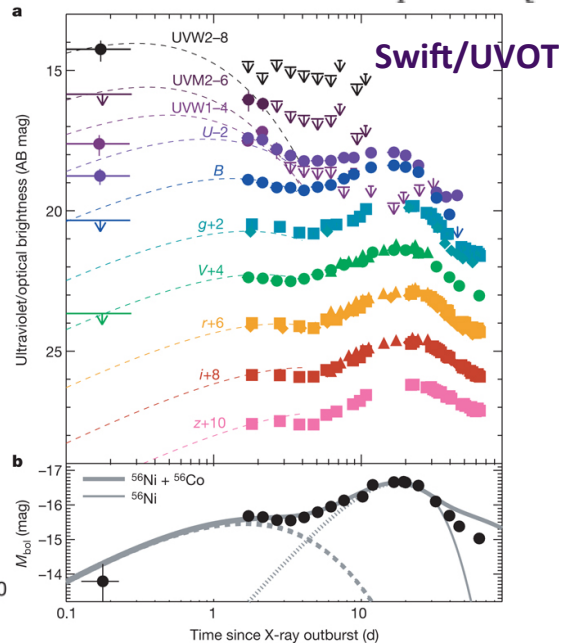 Swift/UVOT
a
UVW2–8
UVM2–6
UVW1–4
U–2
B
g+2
V+4
r+6
i+8
z+10
15
20
25
Ultraviolet/optical brightness (AB mag)
b
56Ni + 56Co
56Ni
–17
–16
–15
–14
Mbol (mag)
0.1
1
10
Time since X-ray outburst (d)
0